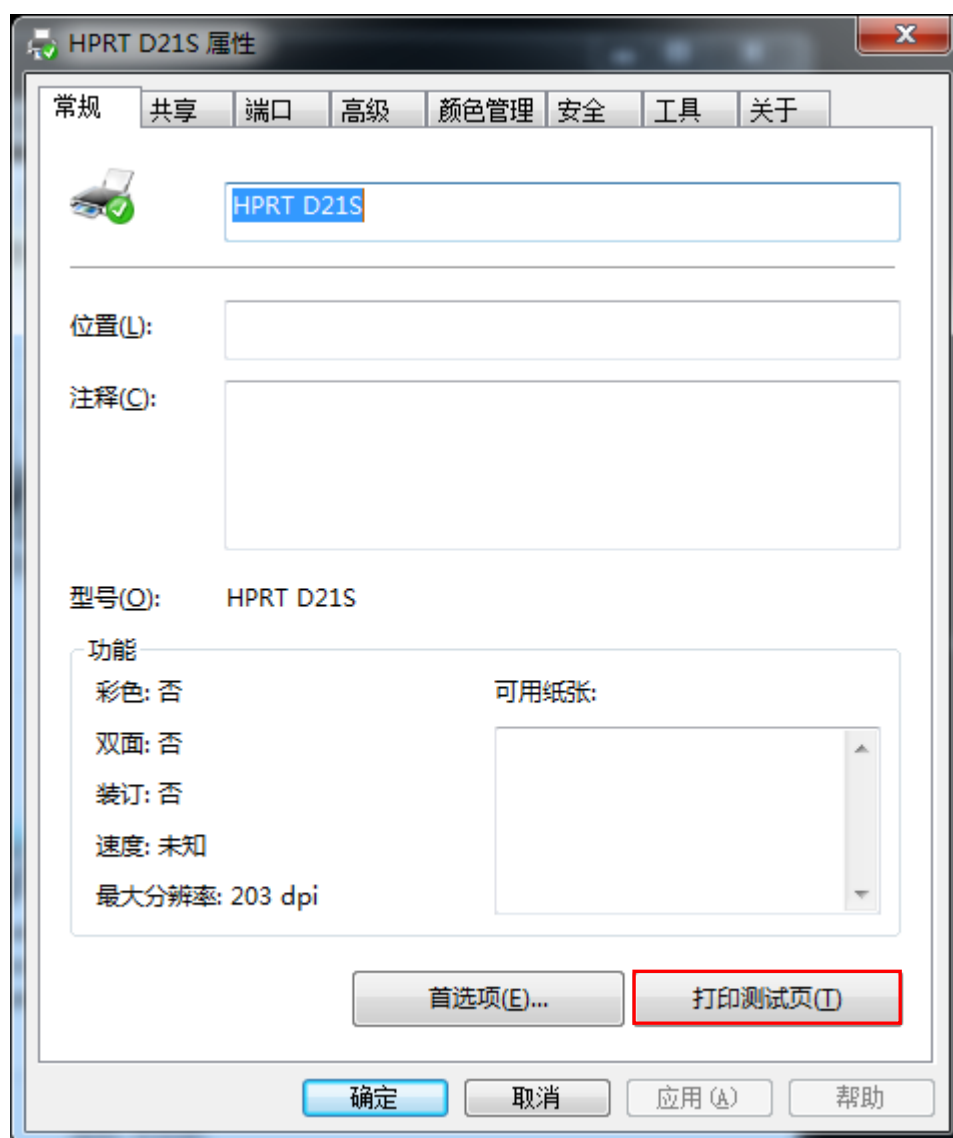 HPRT D21S 属性
常规 共享 端口 高级 颜色管理 安全 工具 关于
HPRT D21S
位置(L):
注释(C):
型号(O): HPRT D21S
功能
彩色: 否 可用纸张:
双面: 否
装订: 否
速度: 未知
最大分辨率: 203 dpi
首选项(E)... 打印测试页(T)
确定 取消 应用(A) 帮助